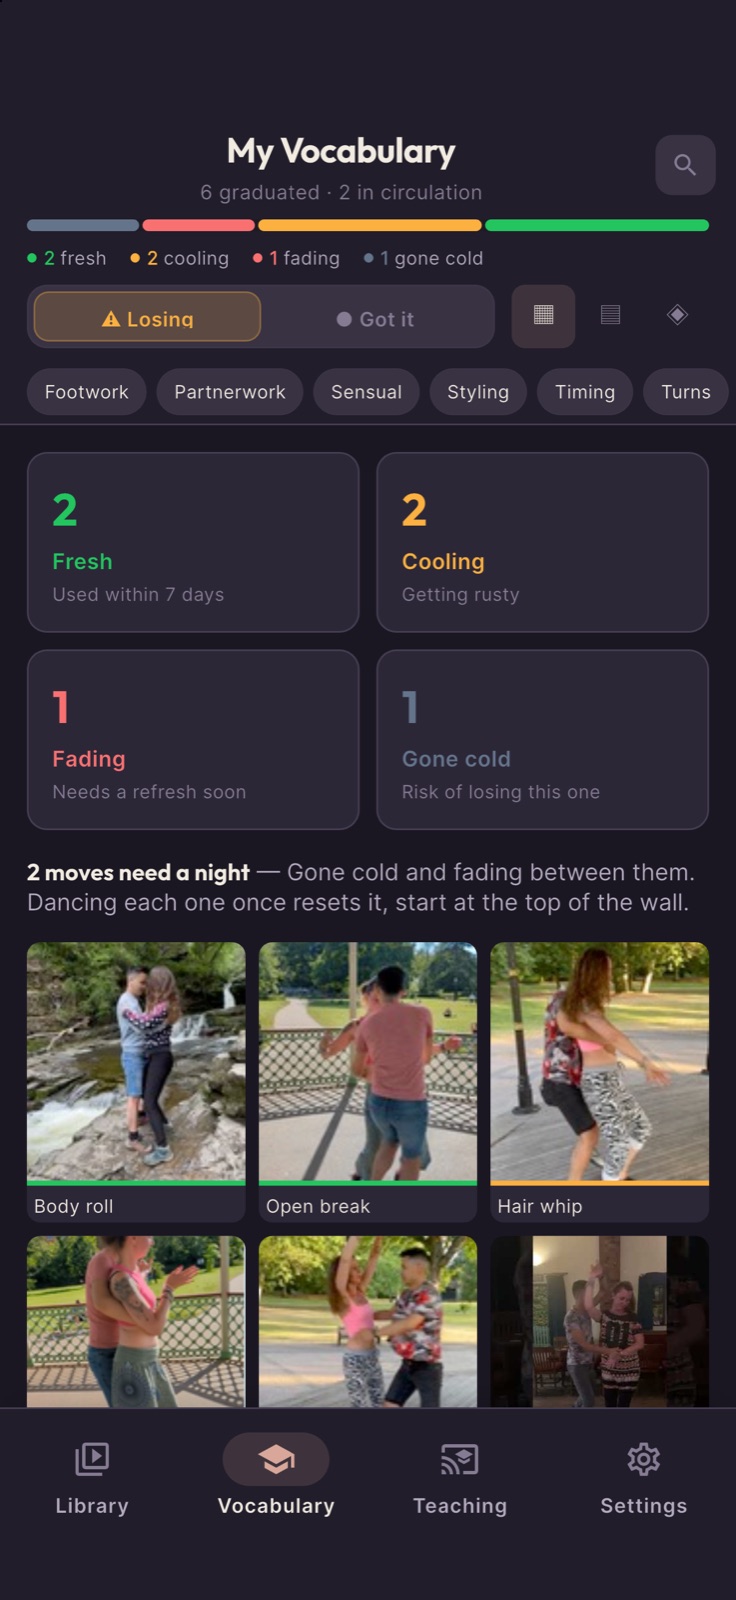 My Vocabulary
6 graduated · 2 in circulation
2 fresh 2 cooling 1 fading 1 gone cold
Losing Got it
Footwork Partnerwork Sensual Styling Timing Turns
2 2
Fresh Cooling
Used within 7 days Getting rusty
1 1
Fading Gone cold
Needs a refresh soon Risk of losing this one
2 moves need a night — Gone cold and fading between them.
Dancing each one once resets it, start at the top of the wall.
Body roll Open break Hair whip
Library Vocabulary Teaching Settings